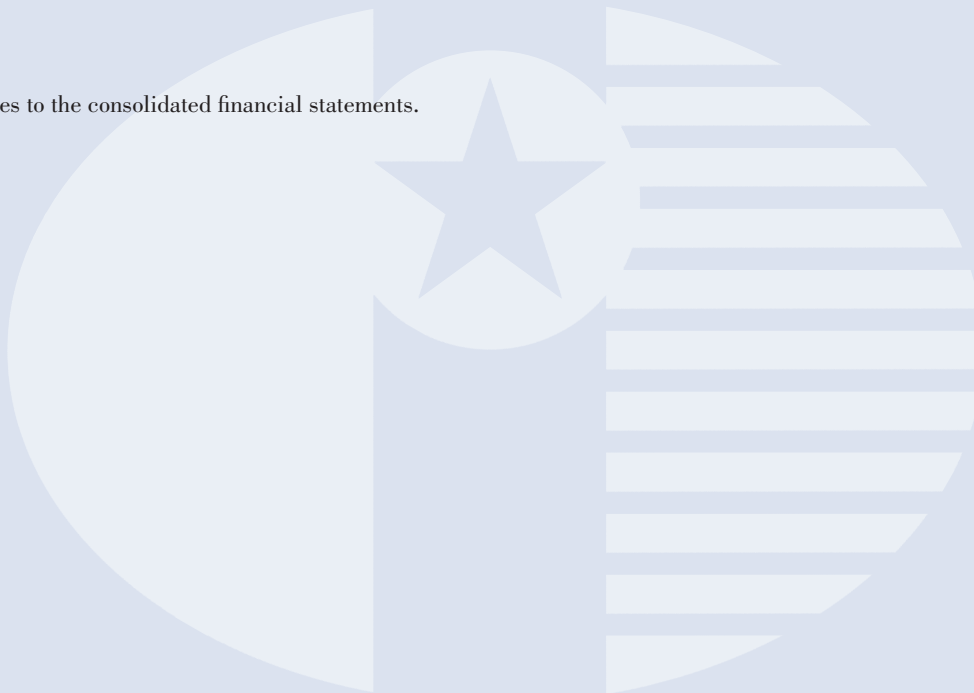 es to the consolidated financial statements.